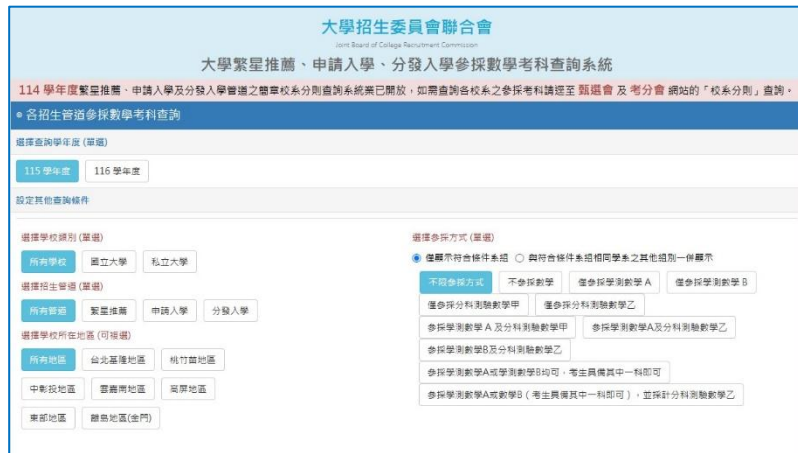 大學招生委員會聯合會
Joint Board of College Recruitment Commission
大學繁星推薦、申請入學、分發入學參採數學考科查詢系統
114 學年度繁星推薦、申請入學及分發入學管道之簡章校系分則查詢系統業已開放，如需查詢各校系之參採考科請逕至 甄選會 及 考分會 網站的「校系分則」查詢。
各招生管道參採數學考科查詢
選擇查詢學年度 (單選)
115 學年度 116 學年度
設定其他查詢條件
選擇學校類別 (單選)
所有學校 國立大學 私立大學
選擇招生管道 (單選)
所有管道 繁星推薦 申請入學 分發入學
選擇學校所在地區 (可複選)
所有地區 台北基隆地區 桃竹苗地區
中彰投地區 雲嘉南地區 高屏地區
東部地區 離島地區(金門)
選擇參採方式 (單選)
僅顯示符合條件系組 與符合條件系組相同學系之其他組別一併顯示
不限參採方式 不參採數學 僅參採學測數學 A 僅參採學測數學 B
僅參採分科測驗數學甲 僅參採分科測驗數學乙
參採學測數學 A 及分科測驗數學甲 參採學測數學A及分科測驗數學乙
參採學測數學B及分科測驗數學乙
參採學測數學A或學測數學B均可，考生具備其中一科即可
參採學測數學A或數學B（考生具備其中一科即可），並採計分科測驗數學乙